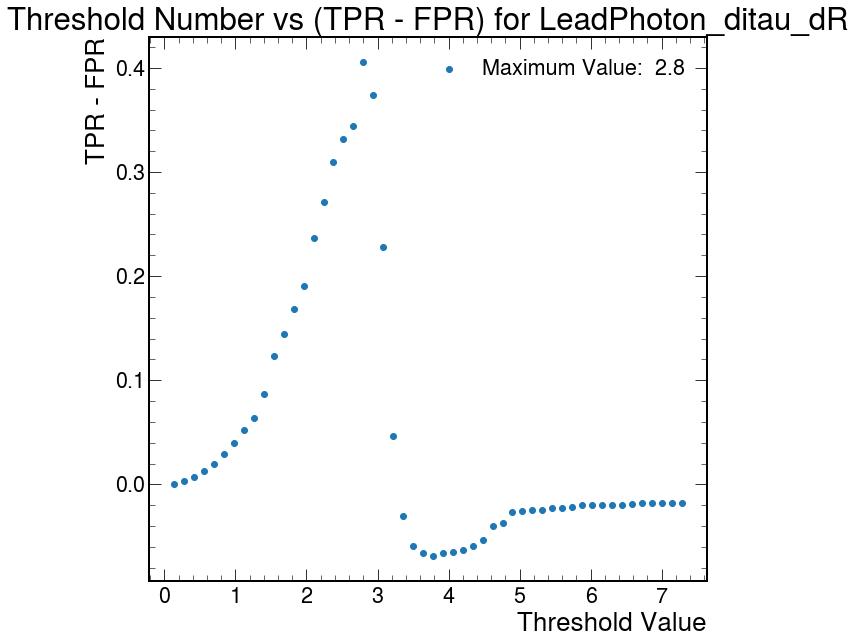 Threshold Number vs (TPR - FPR) for LeadPhoton_ditau_dR
TPR - FPR
Maximum Value:  2.8
0.4
0.3
0.2
0.1
0.0
0 1 2 3 4 5 6 7
Threshold Value